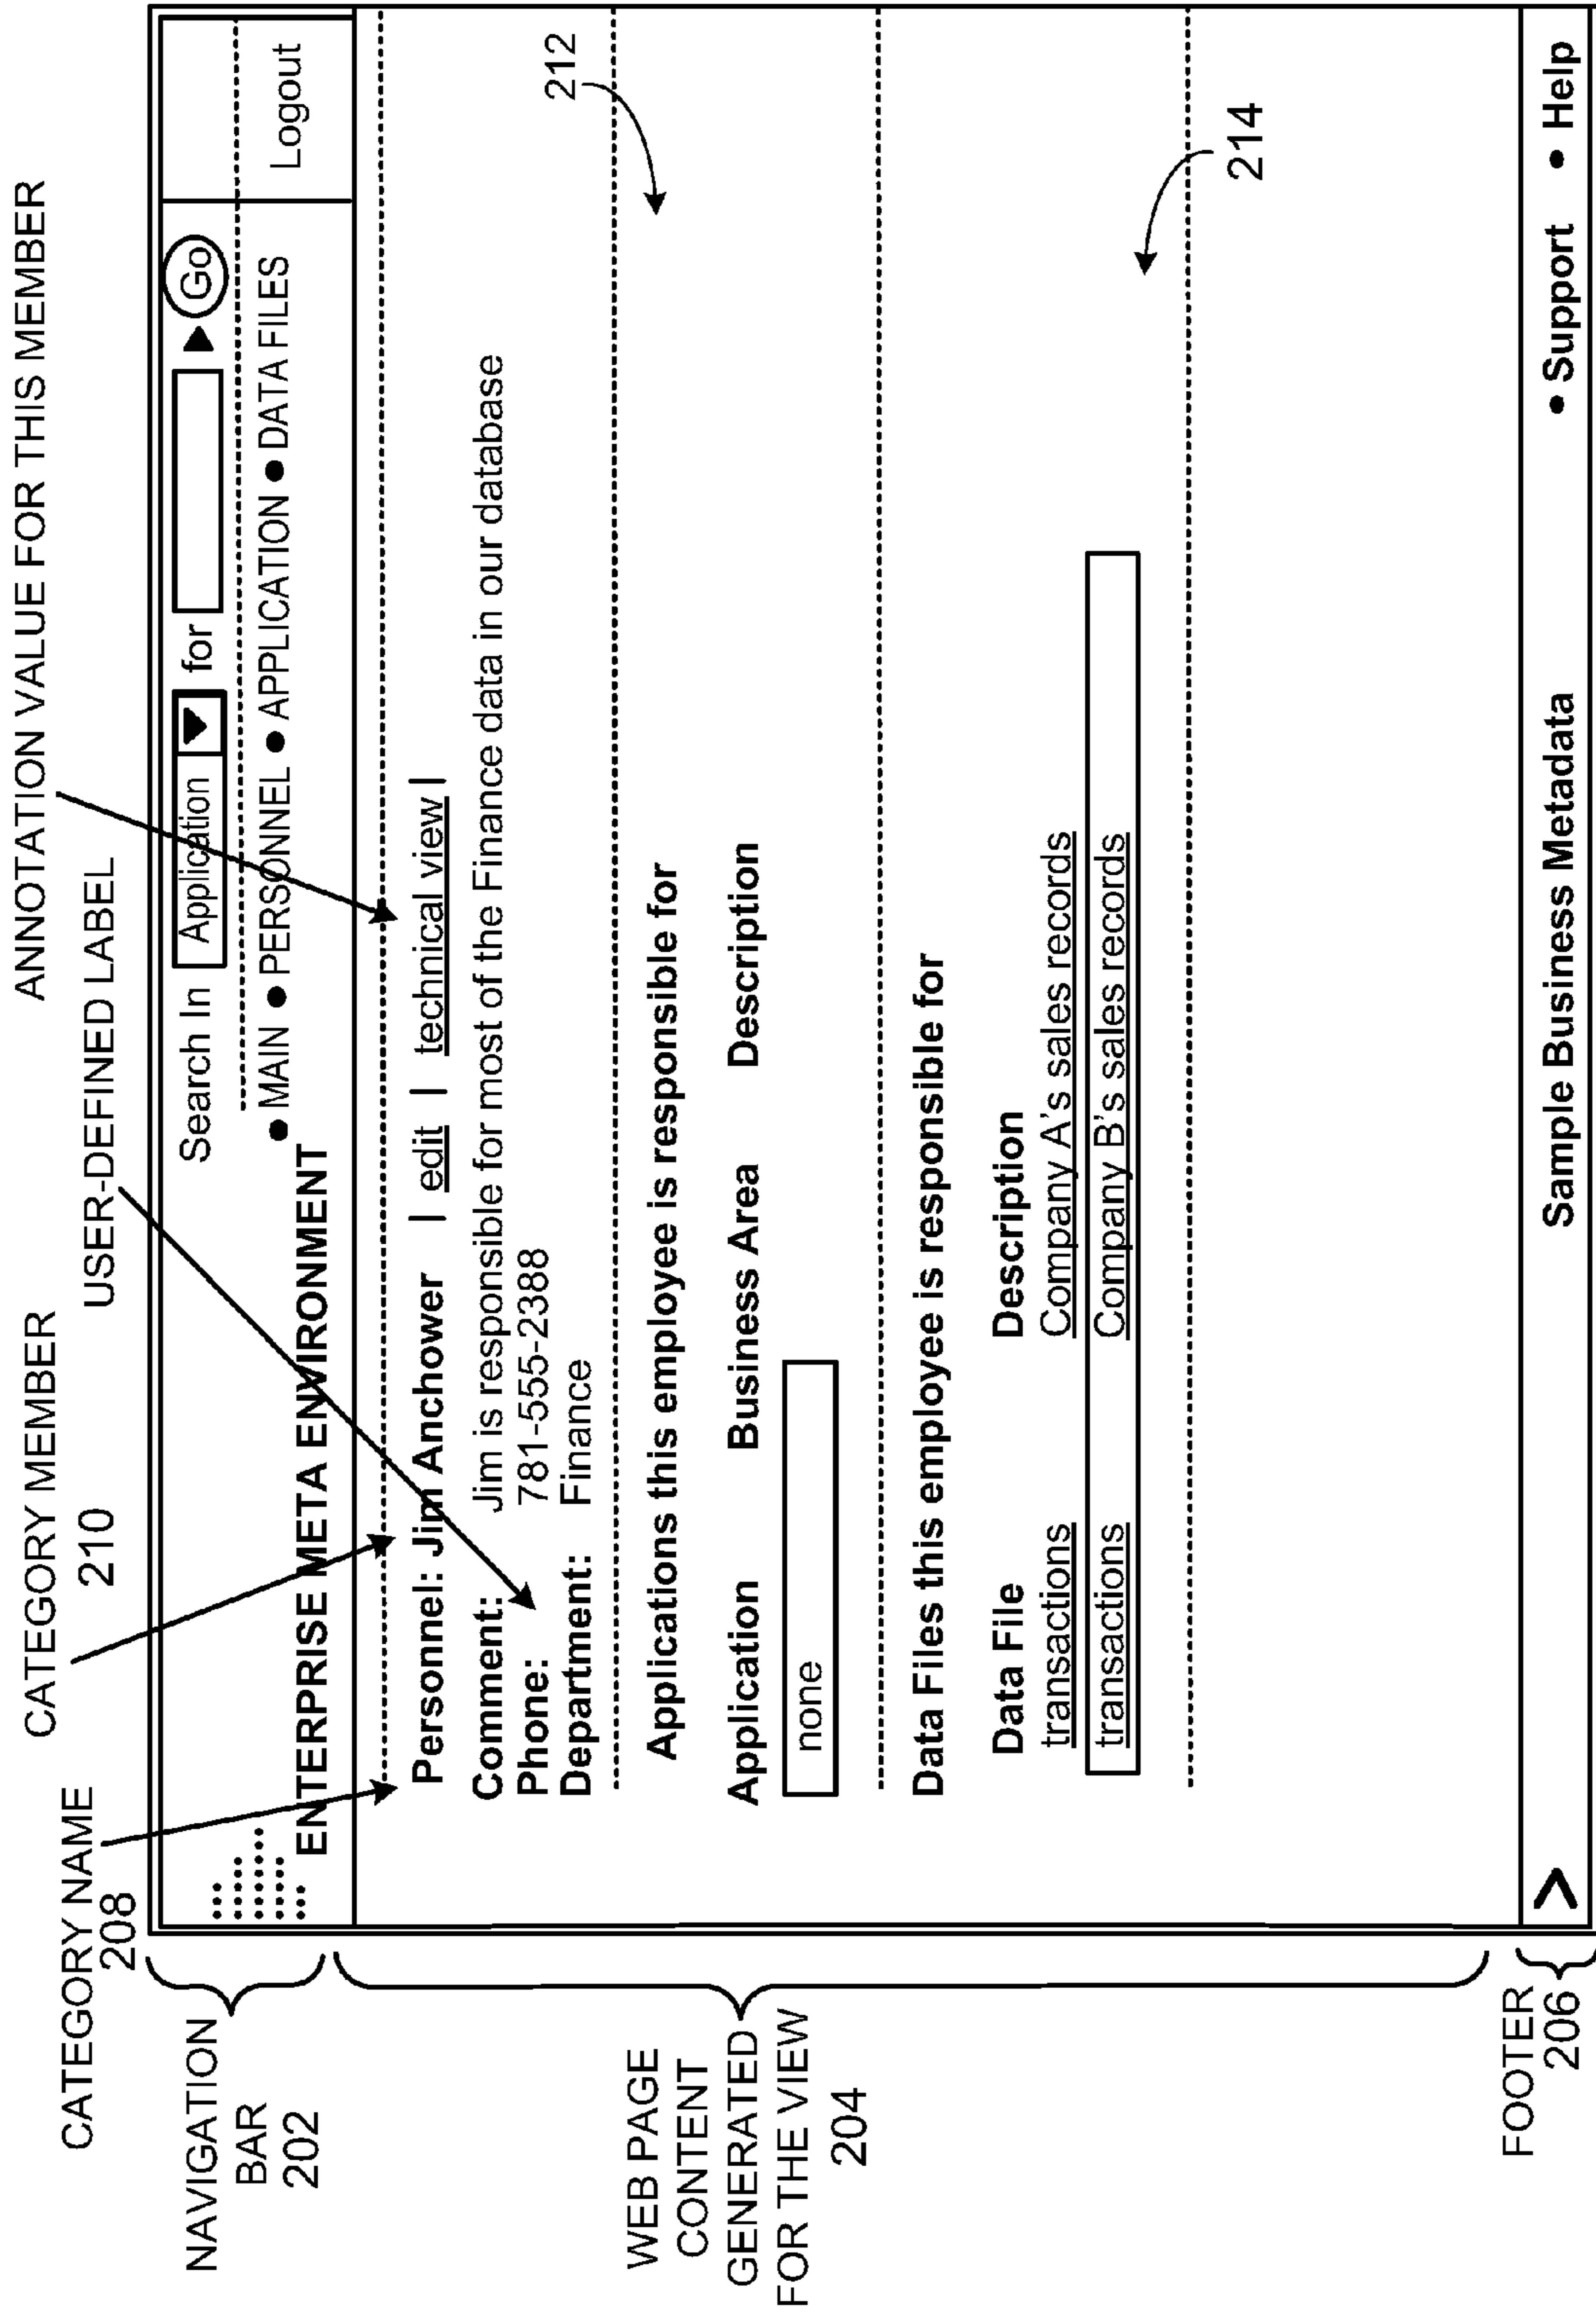 ANNOTATION VALUE FOR THIS MEMBER
USER-DEFINED LABEL
CATEGORY MEMBER
210
CATEGORY NAME
208
NAVIGATION
BAR
202
Search In Application for Go
ENTERPRISE META ENVIRONMENT
● MAIN ● PERSONNEL ● APPLICATION ● DATA FILES
Logout
WEB PAGE
CONTENT
GENERATED
FOR THE VIEW
204
Personnel: Jim Anchower | edit | technical view |
Comment: Jim is responsible for most of the Finance data in our database
Phone: 781-555-2388
Department: Finance
212
Applications this employee is responsible for
Application Business Area Description
none
Data Files this employee is responsible for
Data File Description
transactions Company A's sales records
transactions Company B's sales records
214
FOOTER
206
Sample Business Metadata ● Support ● Help